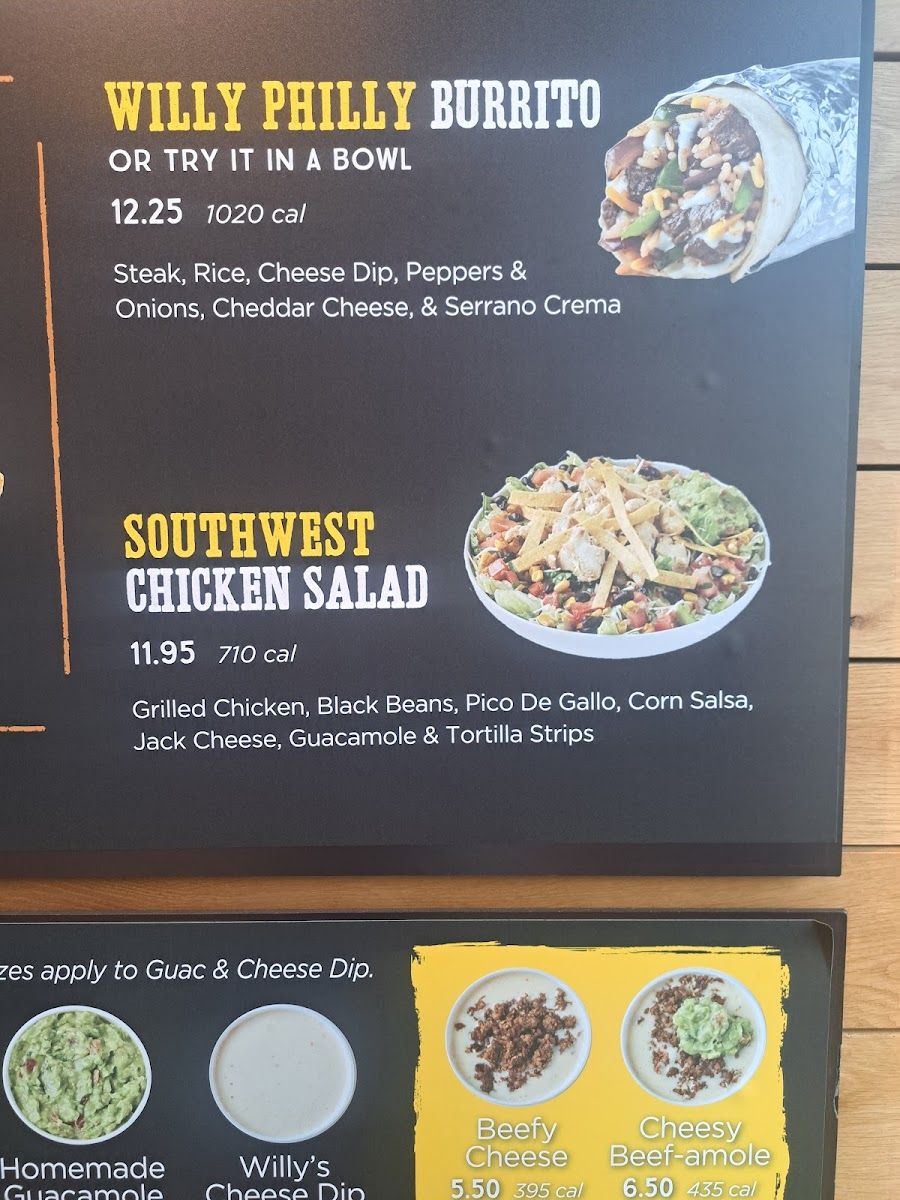 WILLY PHILLY BURRITO
OR TRY IT IN A BOWL
12.25 1020 cal
Steak, Rice, Cheese Dip, Peppers &
Onions, Cheddar Cheese, & Serrano Crema
SOUTHWEST
CHICKEN SALAD
11.95 710 cal
Grilled Chicken, Black Beans, Pico De Gallo, Corn Salsa,
Jack Cheese, Guacamole & Tortilla Strips
apply to Guac & Cheese Dip.
Homemade
Guacamole
Willy's
Cheese Dip
Beefy
Cheese
5.50 395 cal
Cheesy
Beef-amole
6.50 435 cal